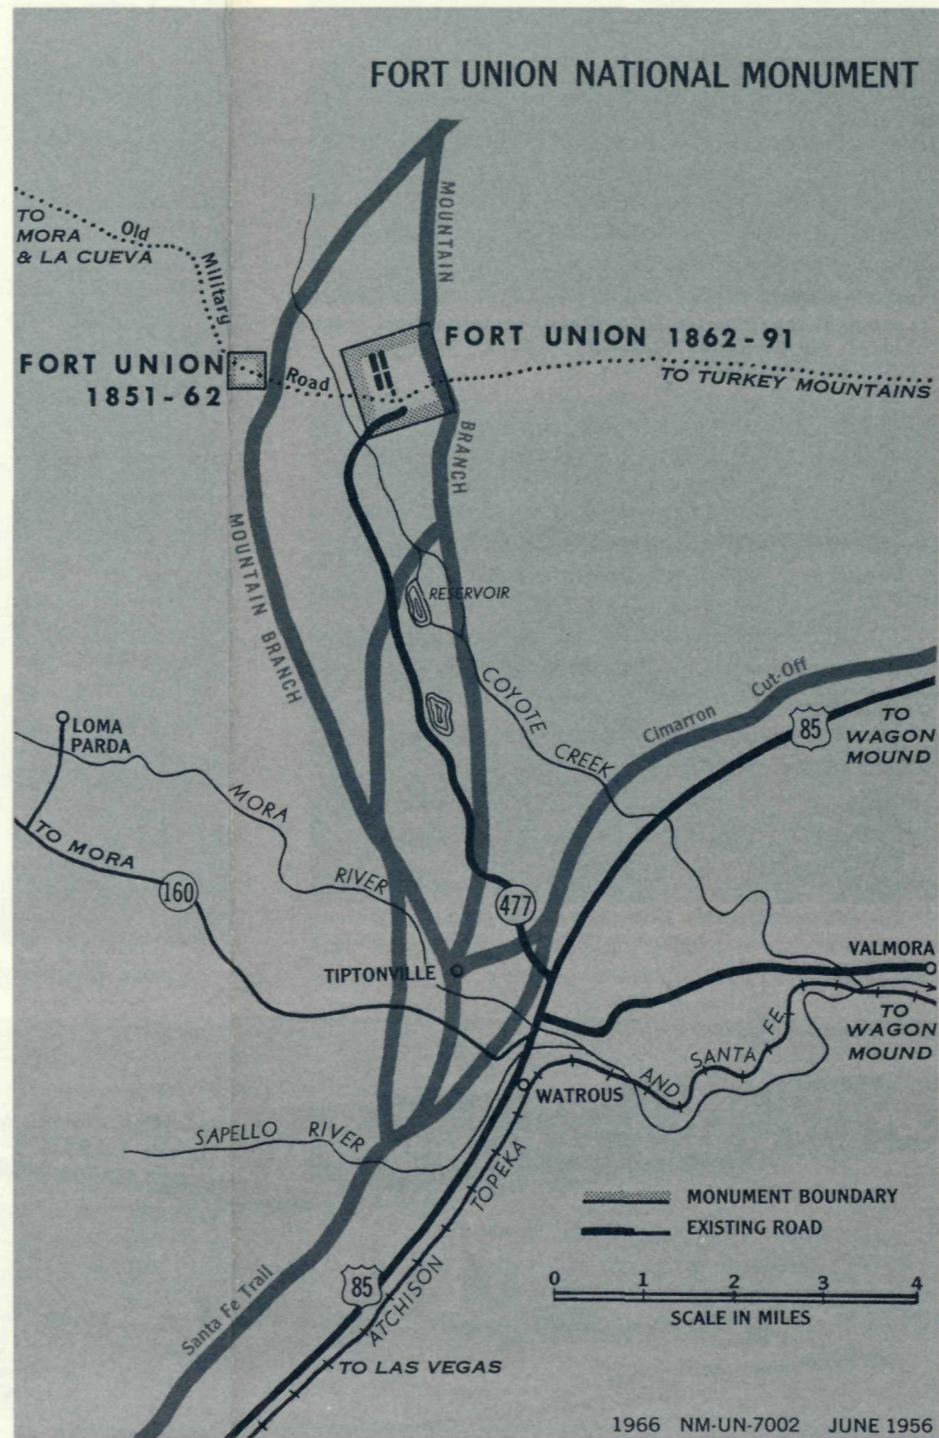 FORT UNION NATIONAL MONUMENT
MOUNTAIN
TO
MORA
& LA CUEVA
Old
Military
FORT UNION 1862-91
FORT UNION
1851-62
Road
TO TURKEY MOUNTAINS
BRANCH
MOUNTAIN BRANCH
RESERVOIR
COYOTE CREEK
Cimarron Cut-Off
85
TO
WAGON
MOUND
LOMA
PARDA
MORA RIVER
TO MORA
160
477
TIPTONVILLE
VALMORA
TO
WAGON
MOUND
ATCHISON TOPEKA AND SANTA FE
WATROUS
SAPELLO RIVER
MONUMENT BOUNDARY
EXISTING ROAD
0 1 2 3 4
SCALE IN MILES
Santa Fe Trail
85
TO LAS VEGAS
1966 NM-UN-7002 JUNE 1956